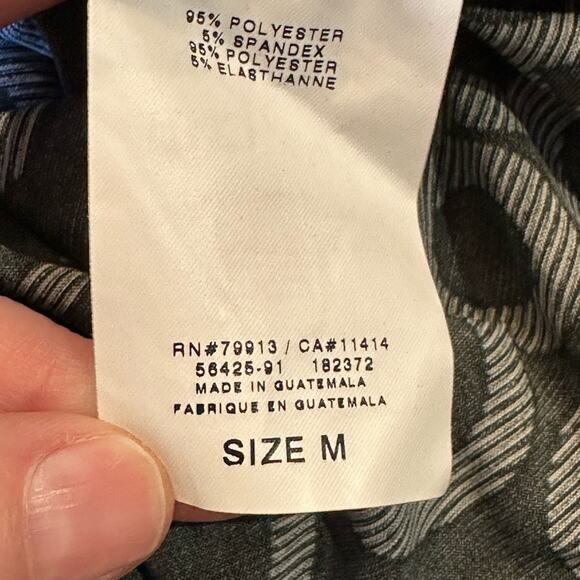 95% POLYESTER
5% SPANDEX
95% POLYESTER
5% ELASTHANNE
RN#79913 / CA#11414
56425-91 182372
MADE IN GUATEMALA
FABRIQUE EN GUATEMALA
SIZE M